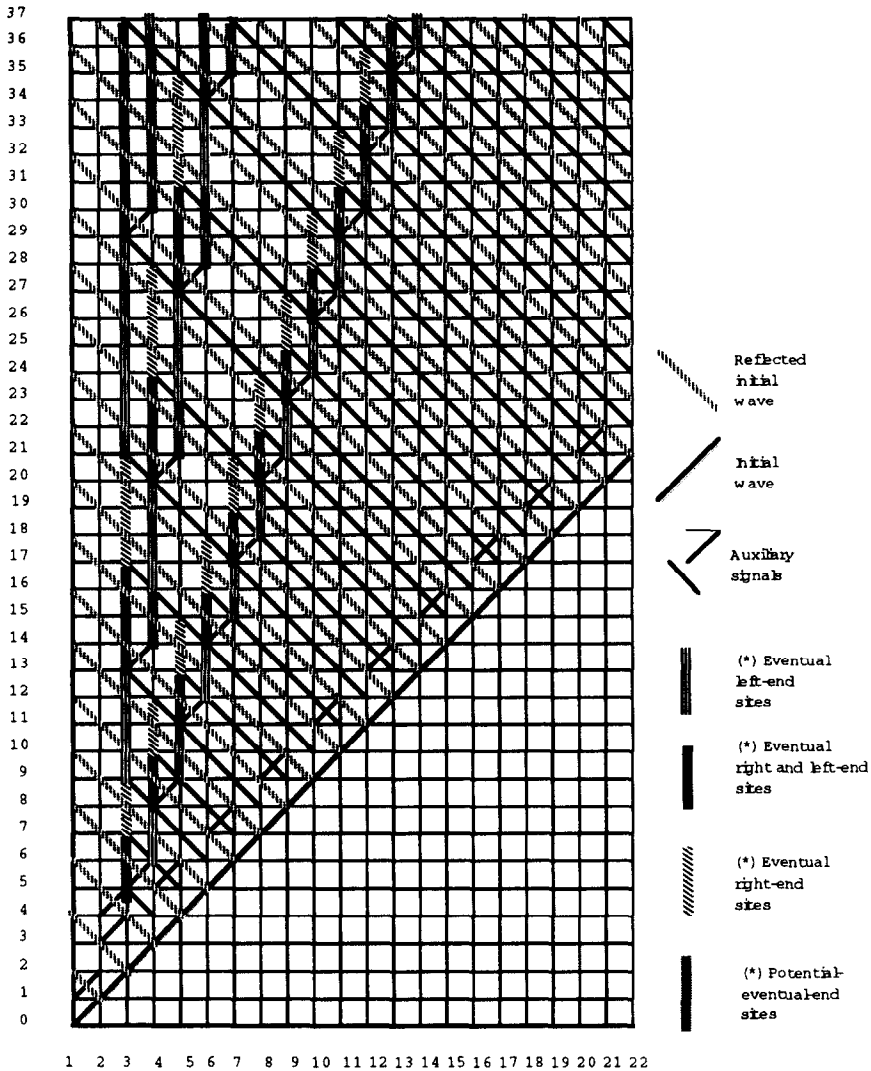 37
36
35
34
33
32
31
30
29
28
27
26
25
24
23
22
21
20
19
18
17
16
15
14
13
12
11
10
9
8
7
6
5
4
3
2
1
0
1 2 3 4 5 6 7 8 9 10 11 12 13 14 15 16 17 18 19 20 21 22
Reflected
initial
wave
Initial
wave
Auxiliary
signals
(*) Eventual
left-end
sites
(*) Eventual
right and left-end
sites
(*) Eventual
right-end
sites
(*) Potential-
eventual-end
sites